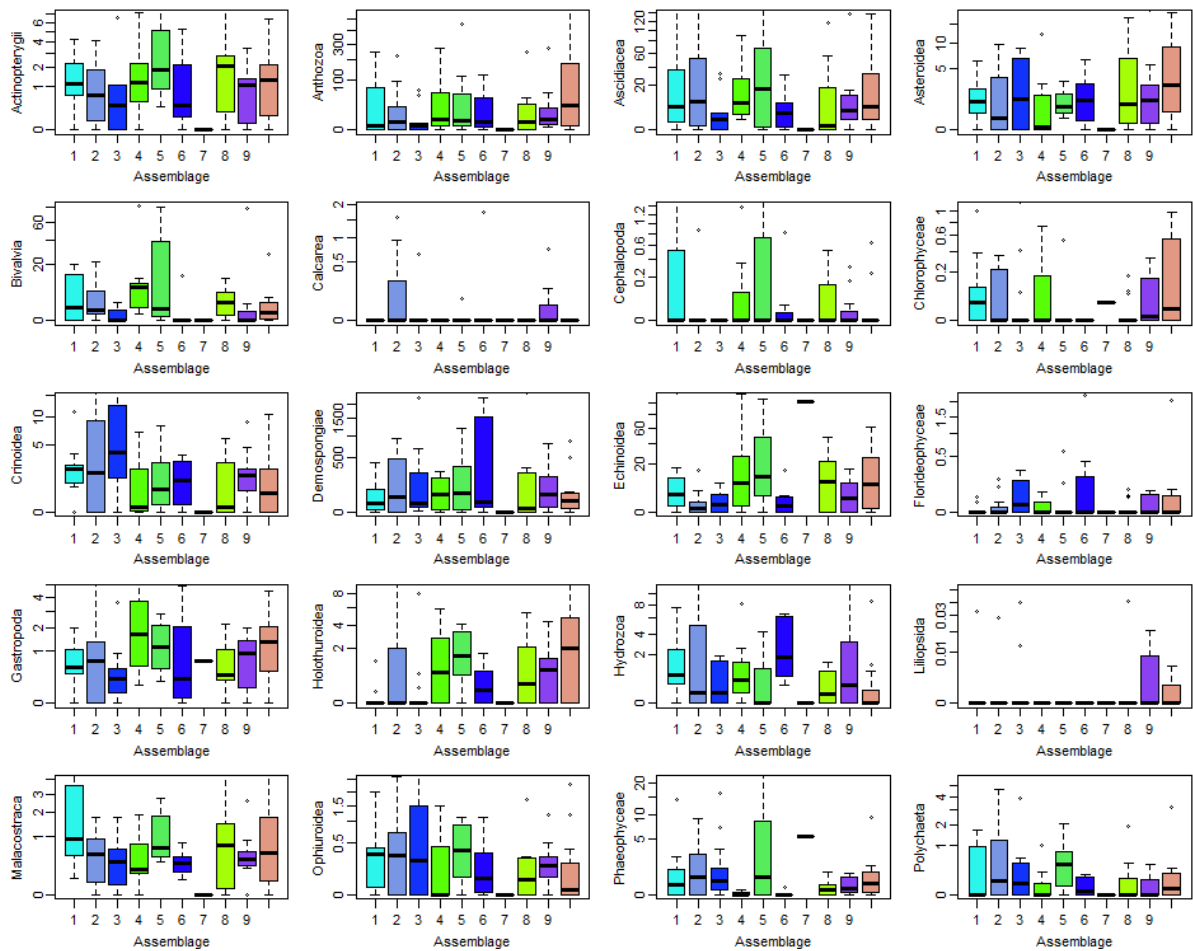 Actinopterygii
0 1 2 4 6
1 2 3 4 5 6 7 8 9
Assemblage
Anthozoa
0 100 300
1 2 3 4 5 6 7 8 9
Assemblage
Ascidiacea
0 20 60 120
1 2 3 4 5 6 7 8 9
Assemblage
Asteroidea
0 5 10
1 2 3 4 5 6 7 8 9
Assemblage
Bivalvia
0 20 60
1 2 3 4 5 6 7 8 9
Assemblage
Calcarea
0 0.5 1 2
1 2 3 4 5 6 7 8 9
Assemblage
Cephalopoda
0 0.2 0.6 1.2
1 2 3 4 5 6 7 8 9
Assemblage
Chlorophyceae
0 0.2 0.6 1
1 2 3 4 5 6 7 8 9
Assemblage
Crinoidea
0 5 10
1 2 3 4 5 6 7 8 9
Assemblage
Demospongiae
0 500 1500
1 2 3 4 5 6 7 8 9
Assemblage
Echinoidea
0 20 60
1 2 3 4 5 6 7 8 9
Assemblage
Florideophyceae
0 0.5 1.5
1 2 3 4 5 6 7 8 9
Assemblage
Gastropoda
0 1 2 4
1 2 3 4 5 6 7 8 9
Assemblage
Holothuroidea
0 2 4 8
1 2 3 4 5 6 7 8 9
Assemblage
Hydrozoa
0 2 4 8
1 2 3 4 5 6 7 8 9
Assemblage
Liliopsida
0 0.01 0.03
1 2 3 4 5 6 7 8 9
Assemblage
Malacostraca
0 1 2 3
1 2 3 4 5 6 7 8 9
Assemblage
Ophiuroidea
0 0.5 1.5
1 2 3 4 5 6 7 8 9
Assemblage
Phaeophyceae
0 5 10 20
1 2 3 4 5 6 7 8 9
Assemblage
Polychaeta
0 1 2 4
1 2 3 4 5 6 7 8 9
Assemblage